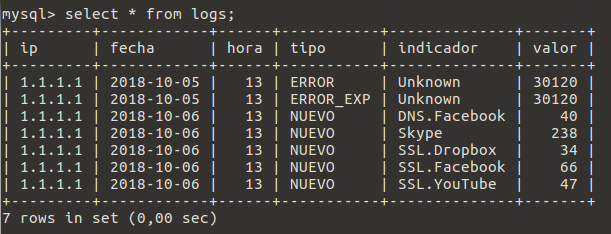 mysql> select * from logs;
+---------+------------+------+-----------+--------------+-------+
| ip      | fecha      | hora | tipo      | indicador    | valor |
+---------+------------+------+-----------+--------------+-------+
| 1.1.1.1 | 2018-10-05 |   13 | ERROR     | Unknown      | 30120 |
| 1.1.1.1 | 2018-10-05 |   13 | ERROR_EXP | Unknown      | 30120 |
| 1.1.1.1 | 2018-10-06 |   13 | NUEVO     | DNS.Facebook |    40 |
| 1.1.1.1 | 2018-10-06 |   13 | NUEVO     | Skype        |   238 |
| 1.1.1.1 | 2018-10-06 |   13 | NUEVO     | SSL.Dropbox  |    34 |
| 1.1.1.1 | 2018-10-06 |   13 | NUEVO     | SSL.Facebook |    66 |
| 1.1.1.1 | 2018-10-06 |   13 | NUEVO     | SSL.YouTube  |    47 |
+---------+------------+------+-----------+--------------+-------+
7 rows in set (0,00 sec)